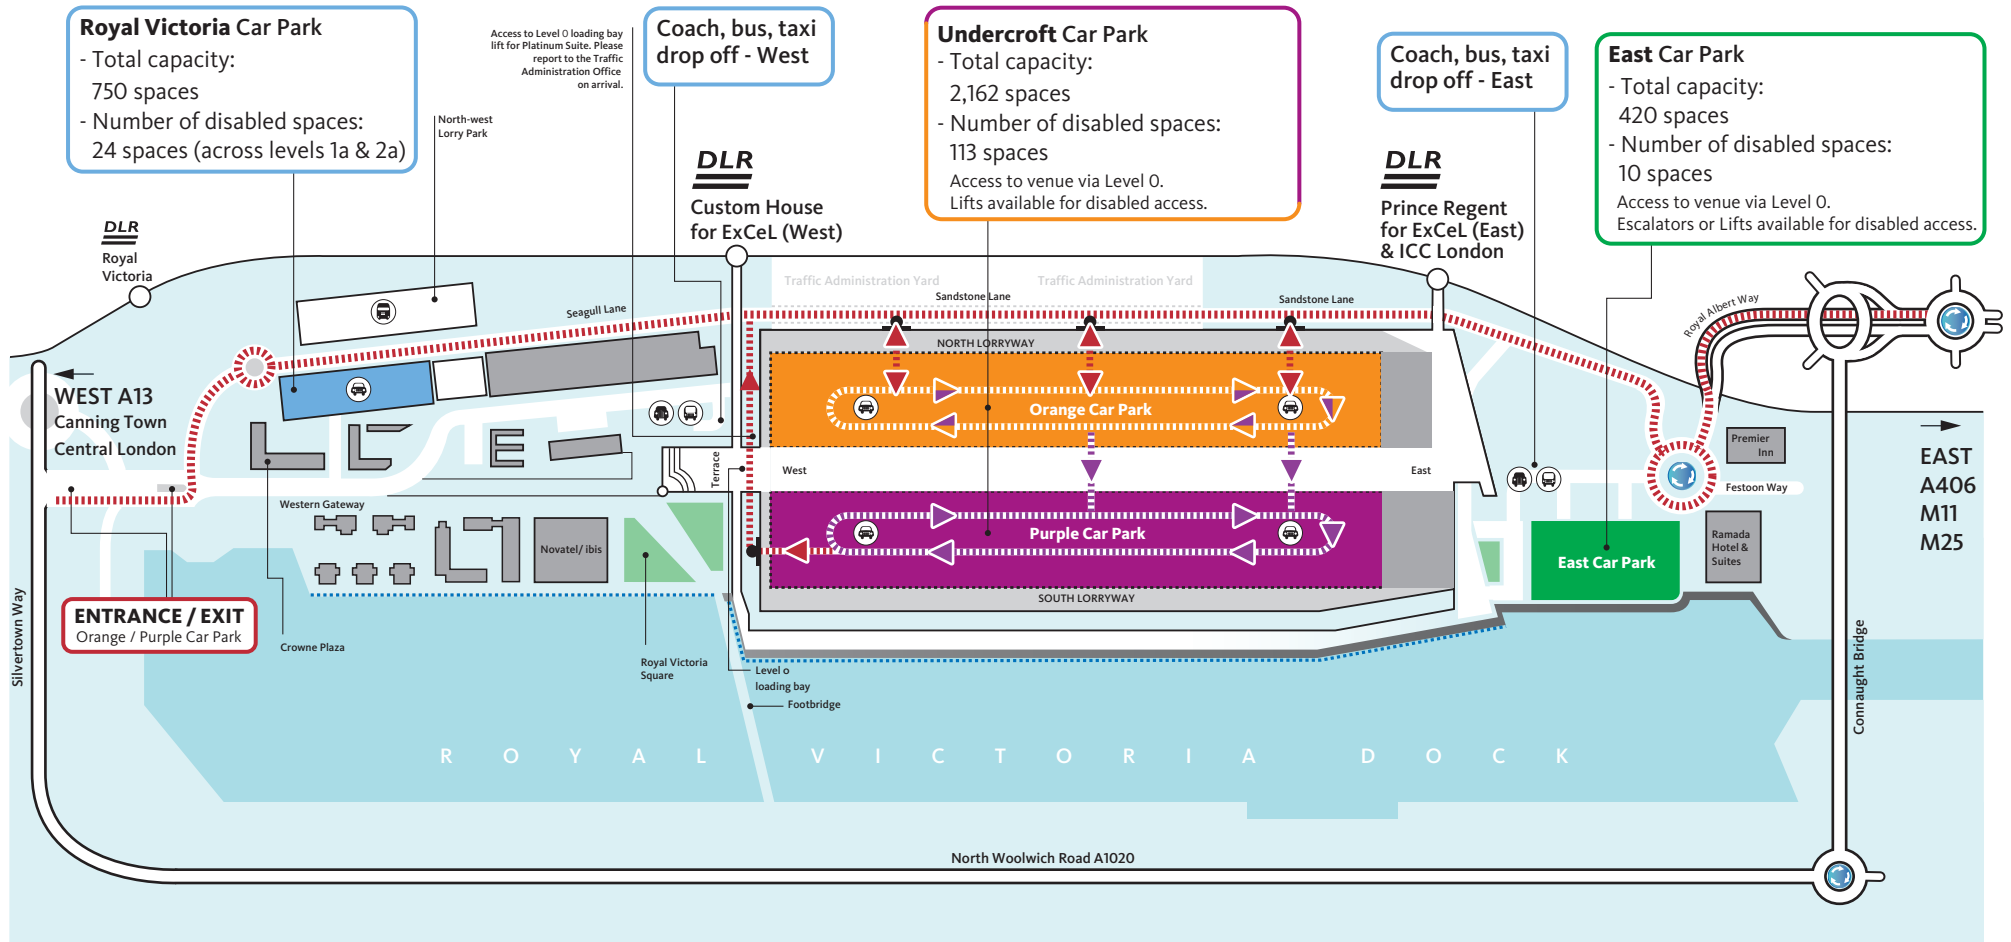 Royal Victoria Car Park
- Total capacity:
750 spaces
- Number of disabled spaces:
24 spaces (across levels 1a & 2a)
Access to Level 0 loading bay
lift for Platinum Suite. Please
report to the Traffic
Administration Office
on arrival.
Coach, bus, taxi
drop off - West
Undercroft Car Park
- Total capacity:
2,162 spaces
- Number of disabled spaces:
113 spaces
Access to venue via Level 0.
Lifts available for disabled access.
Coach, bus, taxi
drop off - East
East Car Park
- Total capacity:
420 spaces
- Number of disabled spaces:
10 spaces
Access to venue via Level 0.
Escalators or Lifts available for disabled access.
North-west
Lorry Park
DLR
Royal
Victoria
DLR
Custom House
for ExCeL (West)
DLR
Prince Regent
for ExCeL (East)
& ICC London
Traffic Administration Yard
Traffic Administration Yard
Sandstone Lane
Sandstone Lane
Seagull Lane
Royal Albert Way
NORTH LORRYWAY
WEST A13
Canning Town
Central London
Orange Car Park
Terrace
West
East
Premier
Inn
Festoon Way
EAST
A406
M11
M25
Western Gateway
Novatel/ ibis
Purple Car Park
East Car Park
Ramada
Hotel &
Suites
SOUTH LORRYWAY
ENTRANCE / EXIT
Orange / Purple Car Park
Crowne Plaza
Royal Victoria
Square
Level 0
loading bay
Footbridge
Silvertown Way
Connaught Bridge
ROYAL VICTORIA DOCK
North Woolwich Road A1020